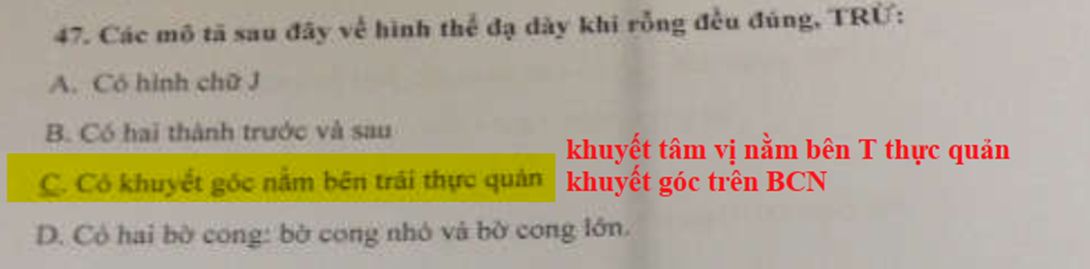 47. Các mô tả sau đây về hình thể dạ dày khi rỗng đều đúng, TRỪ:
A. Có hình chữ J
B. Có hai thành trước và sau
khuyết tâm vị nằm bên T thực quản
C. Có khuyết góc nằm bên trái thực quản
khuyết góc trên BCN
D. Có hai bờ cong: bờ cong nhỏ và bờ cong lớn.